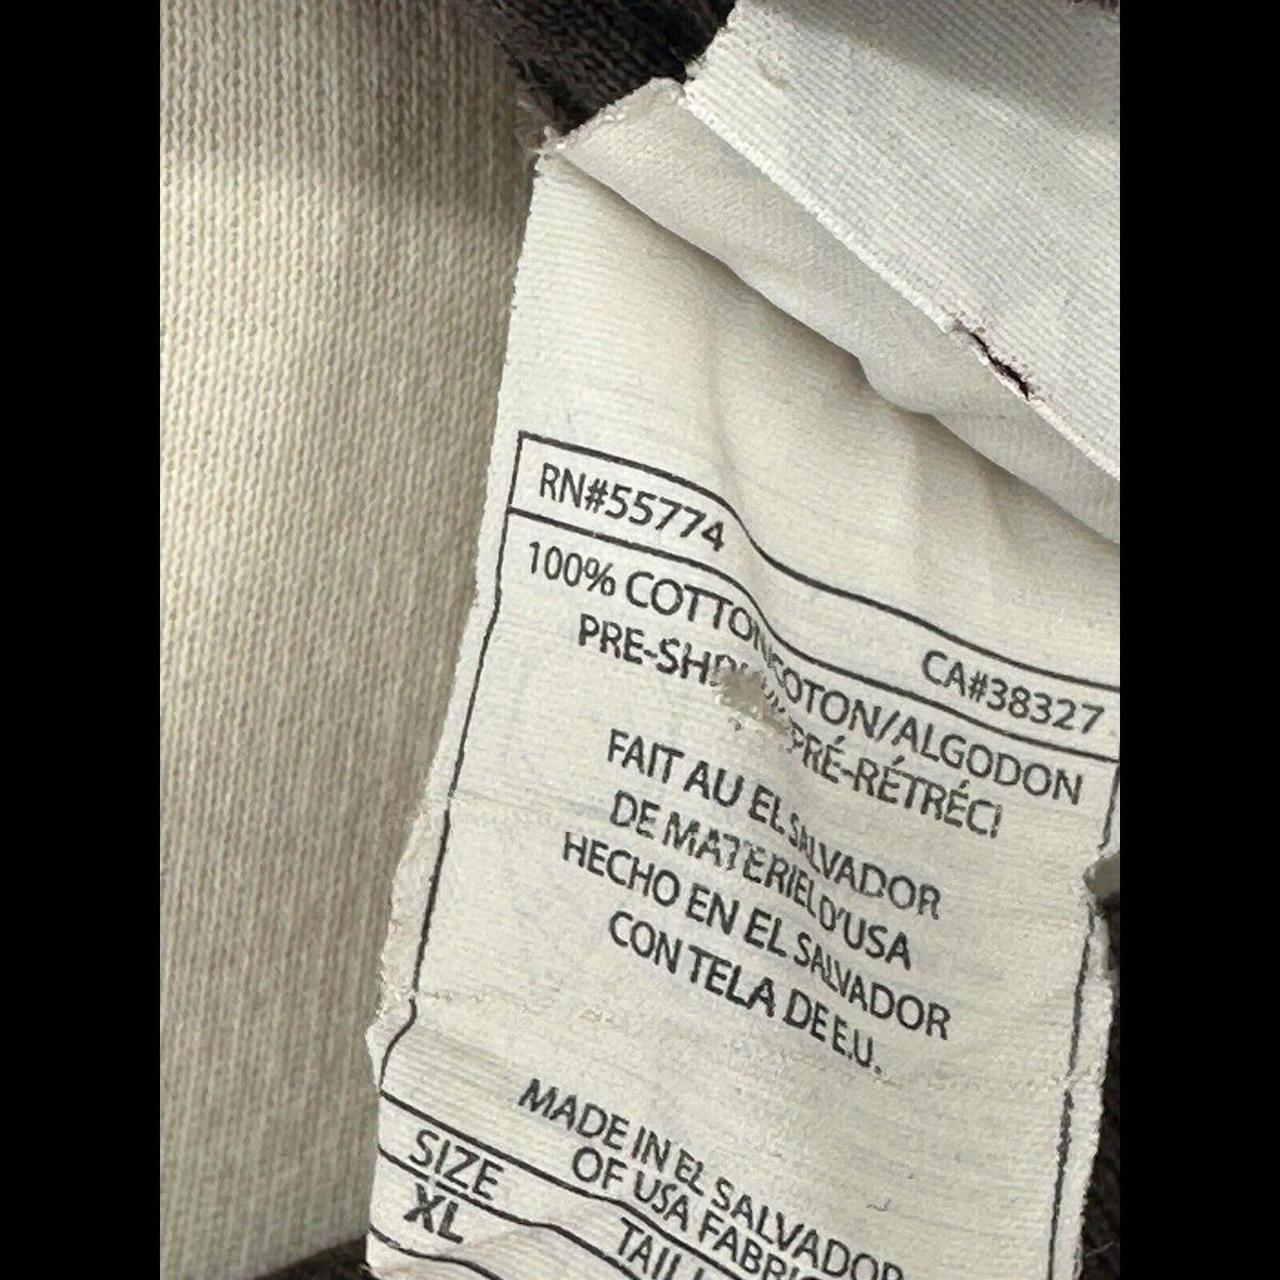 RN#55774 CA#38327
100% COTTON/COTON/ALGODON
PRE-SHRUNK/PRÉ-RÉTRÉCI
FAIT AU EL SALVADOR
DE MATERIEL D'USA
HECHO EN EL SALVADOR
CON TELA DE E.U.
MADE IN EL SALVADOR
OF USA FABRIC
SIZE
XL